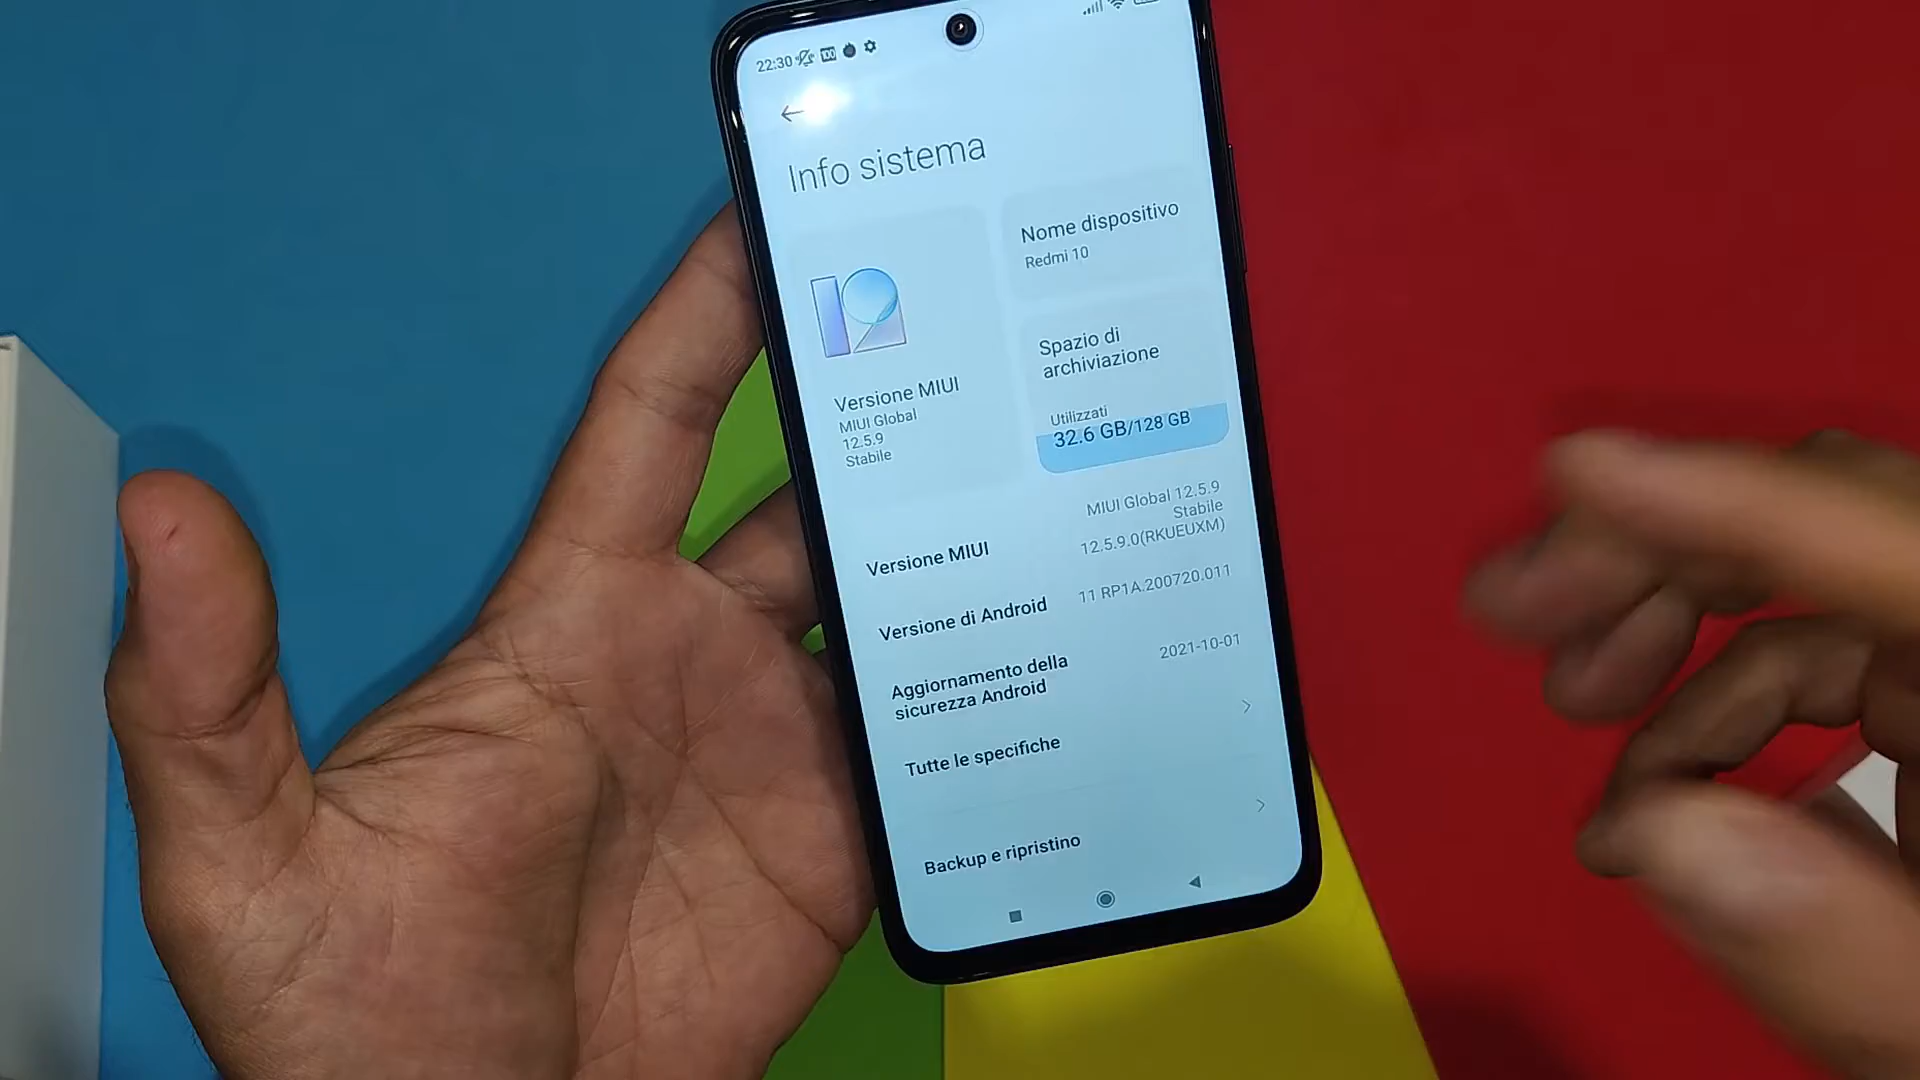 22:30
Info sistema
Nome dispositivo
Redmi 10
Versione MIUI
MIUI Global
12.5.9
Stabile
Spazio di
archiviazione
Utilizzati
32.6 GB/128 GB
Versione MIUI
MIUI Global 12.5.9
Stabile
12.5.9.0(RKUEUXM)
Versione di Android
11 RP1A.200720.011
Aggiornamento della
sicurezza Android
2021-10-01
Tutte le specifiche
Backup e ripristino